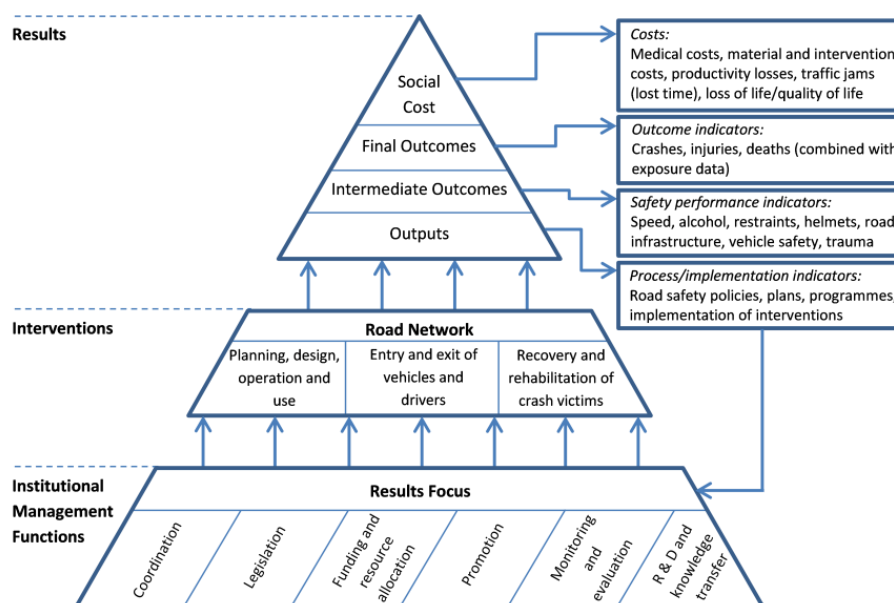 Results
Social
Cost
Final Outcomes
Intermediate Outcomes
Outputs
Costs:
Medical costs, material and intervention
costs, productivity losses, traffic jams
(lost time), loss of life/quality of life
Outcome indicators:
Crashes, injuries, deaths (combined with
exposure data)
Safety performance indicators:
Speed, alcohol, restraints, helmets, road
infrastructure, vehicle safety, trauma
Process/implementation indicators:
Road safety policies, plans, programmes,
implementation of interventions
Interventions
Road Network
Planning, design,
operation and
use
Entry and exit of
vehicles and
drivers
Recovery and
rehabilitation of
crash victims
Institutional
Management
Functions
Results Focus
Coordination
Legislation
Funding and
resource
allocation
Promotion
Monitoring
and
evaluation
R & D and
knowledge
transfer